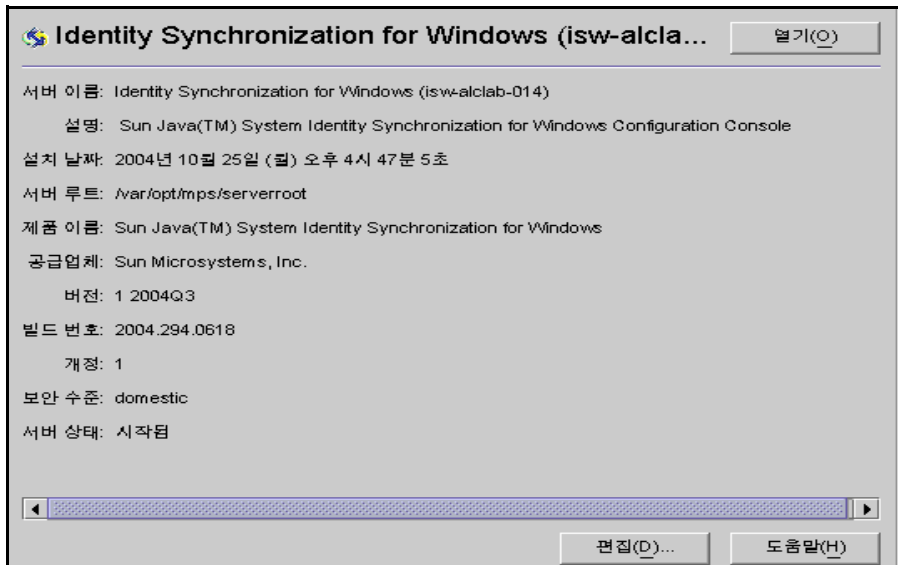 Identity Synchronization for Windows (isw-alcla...
열기(O)
서버 이름: Identity Synchronization for Windows (isw-alclab-014)
설명: Sun Java(TM) System Identity Synchronization for Windows Configuration Console
설치 날짜: 2004년 10월 25일 (월) 오후 4시 47분 5초
서버 루트: /var/opt/mps/serverroot
제품 이름: Sun Java(TM) System Identity Synchronization for Windows
공급업체: Sun Microsystems, Inc.
버전: 1 2004Q3
빌드 번호: 2004.294.0618
개정: 1
보안 수준: domestic
서버 상태: 시작됨
편집(D)...
도움말(H)